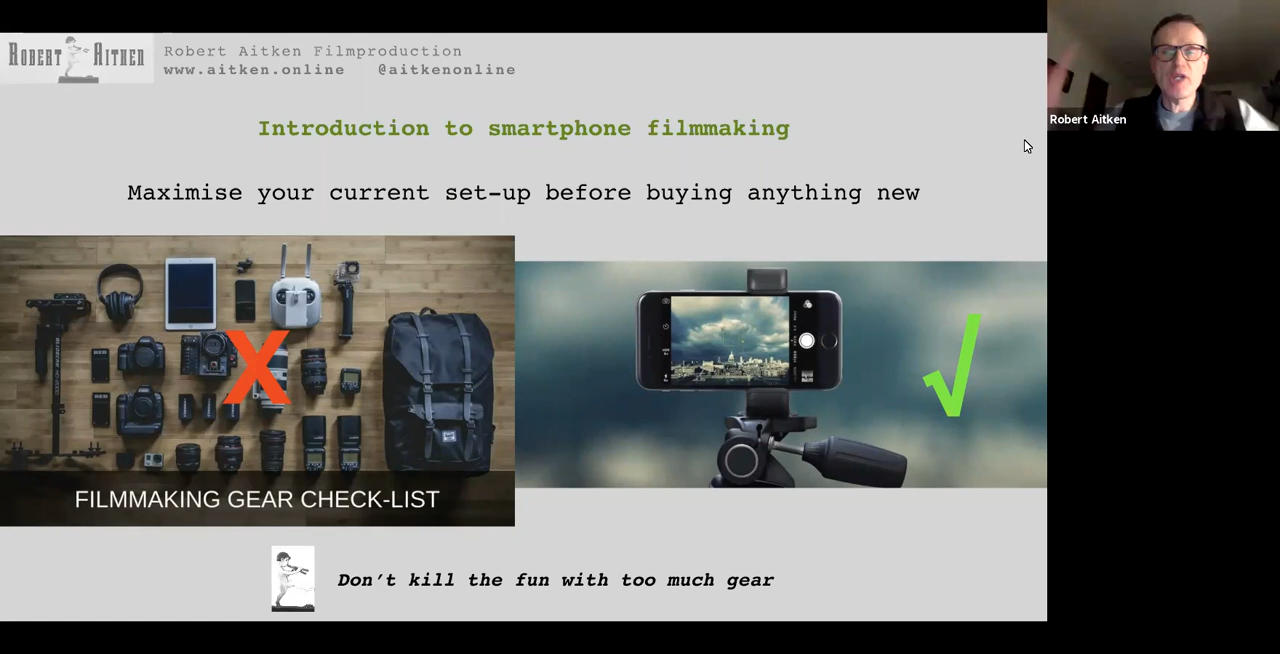 ROBERT AITKEN
Robert Aitken Filmproduction
www.aitken.online @aitkenonline
Introduction to smartphone filmmaking
Maximise your current set-up before buying anything new
X
FILMMAKING GEAR CHECK-LIST
Don't kill the fun with too much gear
Robert Aitken